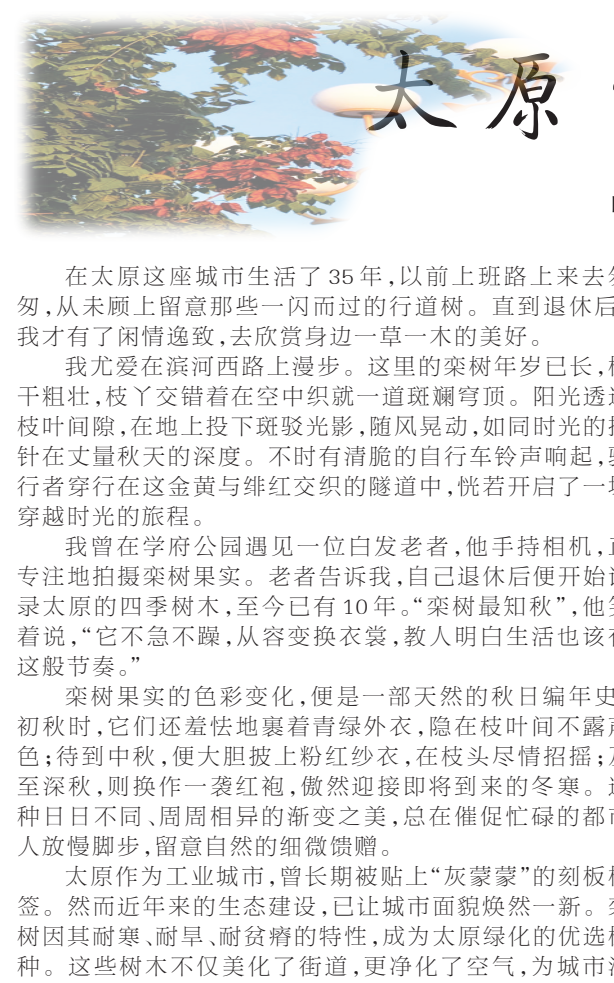 太原
在太原这座城市生活了35年,以前上班路上来去匆
匆,从未顾上留意那些一闪而过的行道树。直到退休后
我才有了闲情逸致,去欣赏身边一草一木的美好。
我尤爱在滨河西路上漫步。这里的栾树年岁已长,
干粗壮,枝丫交错着在空中织就一道斑斓穹顶。阳光透
枝叶间隙,在地上投下斑驳光影,随风晃动,如同时光的
针在丈量秋天的深度。不时有清脆的自行车铃声响起,
行者穿行在这金黄与绯红交织的隧道中,恍若开启了一
穿越时光的旅程。
我曾在学府公园遇见一位白发老者,他手持相机,
专注地拍摄栾树果实。老者告诉我,自己退休后便开始
录太原的四季树木,至今已有10年。“栾树最知秋”,他
着说,“它不急不躁,从容变换衣裳,教人明白生活也该
这般节奏。”
栾树果实的色彩变化,便是一部天然的秋日编年史
初秋时,它们还羞怯地裹着青绿外衣,隐在枝叶间不露
色;待到中秋,便大胆披上粉红纱衣,在枝头尽情招摇;
至深秋,则换作一袭红袍,傲然迎接即将到来的冬寒。
种日日不同、周周相异的渐变之美,总在催促忙碌的都
人放慢脚步,留意自然的细微馈赠。
太原作为工业城市,曾长期被贴上“灰蒙蒙”的刻板
签。然而近年来的生态建设,已让城市面貌焕然一新。
树因其耐寒、耐旱、耐贫瘠的特性,成为太原绿化的优选
种。这些树木不仅美化了街道,更净化了空气,为城市